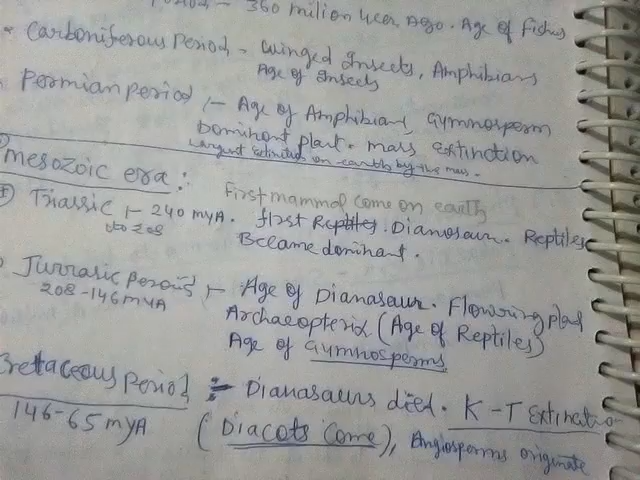 Period - 360 milion year Ago. Age of Fishes
Carboniferous Period - winged Insects, Amphibians
Age of Insects
Permian period :- Age of Amphibians, Gymnosperm
Dominant plant. mass Extinction
Largest Extinction on earth by the mass.
mesozoic era :
First mammal come on earth
Triassic :- 240 mya. first Reptiles. Dianosaur. Reptiles
to 208
Became dominant.
Jurrasic Period :- Age of Dianasaur. Flowring plant
208-146 mya
Archaeopterix (Age of Reptiles)
Age of Gymnosperms
Cretaceous Period :- Dianasaurs died. K-T Extinction
146-65 mya
(Diacots Come), Angiosperms originate